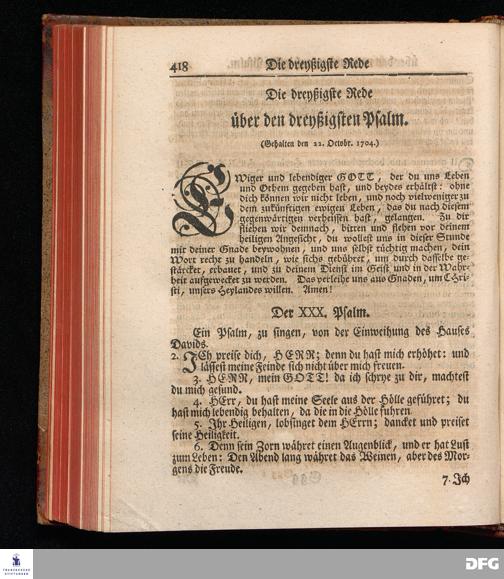 418 Die dreyßigste Rede
Die dreyßigste Rede
über den dreyßigsten Psalm.
(Gehalten den 22. Octobr. 1704.)
EWiger und lebendiger GOTT, der du uns Leben
und Othem gegeben hast, und beydes erhältst: ohne
dich können wir nicht leben, und noch vielweniger zu
dem zukünftigen ewigen Leben, das du nach diesem
gegenwärtigen verheissen hast, gelangen. Zu dir
fliehen wir demnach, bitten und flehen vor deinem
heiligen Angesicht, du wollest uns in dieser Stunde
mit deiner Gnade beywohnen, und uns selbst tüchtig machen, dein
Wort recht zu handeln, wie sichs gebühret, um durch dasselbe ge-
stärcket, erbauet, und zu deinem Dienst im Geist und in der Wahr-
heit aufgewecket zu werden. Das verleihe uns aus Gnaden, um Chri-
sti, unsers Heylandes willen. Amen!
Der XXX. Psalm.
Ein Psalm, zu singen, von der Einweihung des Hauses
Davids.
2. ICh preise dich, HERR; denn du hast mich erhöhet: und
lässest meine Feinde sich nicht über mich freuen.
3. HERR, mein GOTT! da ich schrye zu dir, machtest
du mich gesund.
4. HErr, du hast meine Seele aus der Hölle geführet; du
hast mich lebendig behalten, da die in die Hölle fuhren.
5. Ihr Heiligen, lobsinget dem HErrn; dancket und preiset
seine Heiligkeit.
6. Denn sein Zorn währet einen Augenblick, und er hat Lust
zum Leben: Den Abend lang währet das Weinen, aber des Mor-
gens die Freude.
7. Ich
FRANCKESCHE
STIFTUNGEN
DFG